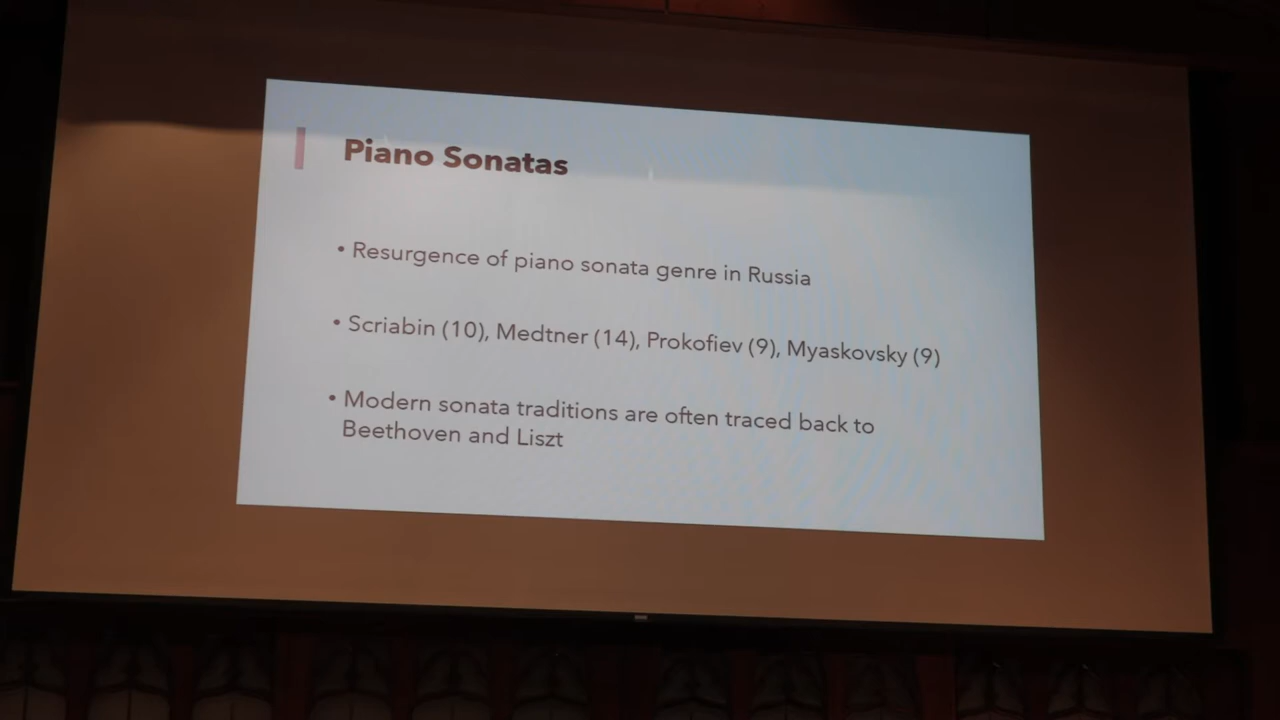 Piano Sonatas
• Resurgence of piano sonata genre in Russia
• Scriabin (10), Medtner (14), Prokofiev (9), Myaskovsky (9)
• Modern sonata traditions are often traced back to
Beethoven and Liszt